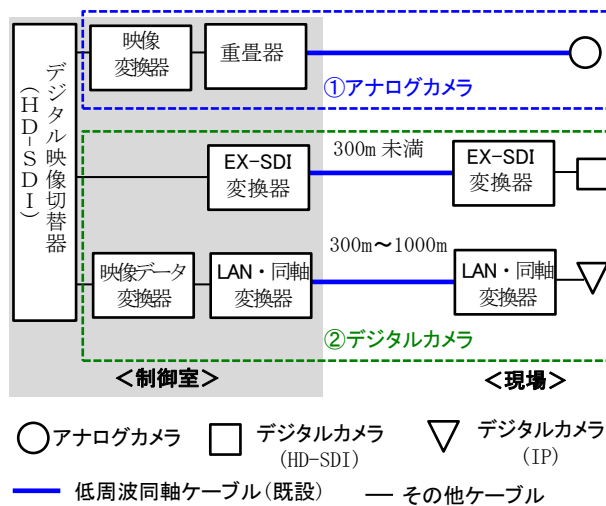 デジタル映像切替器
(HD-SDI)
映像
変換器
重畳器
①アナログカメラ
EX-SDI
変換器
300m 未満
EX-SDI
変換器
映像データ
変換器
LAN・同軸
変換器
300m～1000m
LAN・同軸
変換器
②デジタルカメラ
＜制御室＞
＜現場＞
アナログカメラ
デジタルカメラ
(HD-SDI)
デジタルカメラ
(IP)
低周波同軸ケーブル(既設)
その他ケーブル